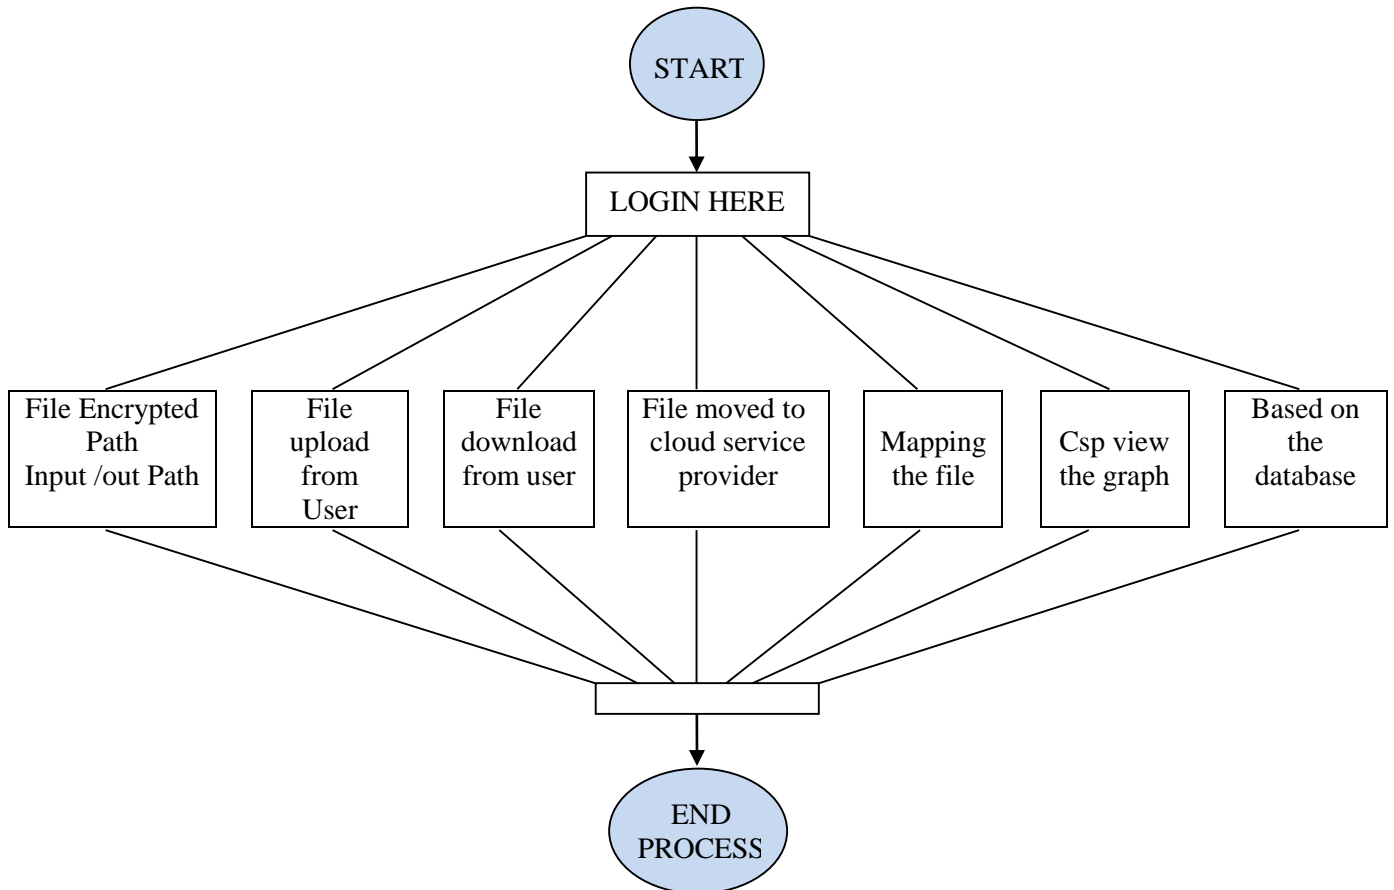 START
LOGIN HERE
File Encrypted
Path
Input /out Path
File
upload
from
User
File
download
from user
File moved to
cloud service
provider
Mapping
the file
Csp view
the graph
Based on
the
database
END
PROCESS